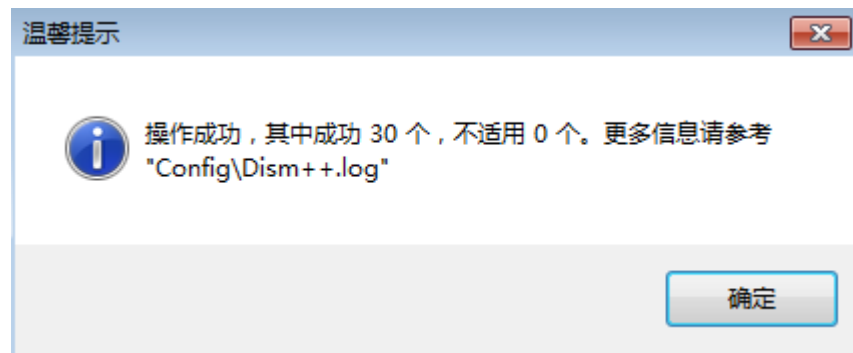 温馨提示
操作成功，其中成功 30 个，不适用 0 个。更多信息请参考
"Config\Dism++.log"
确定